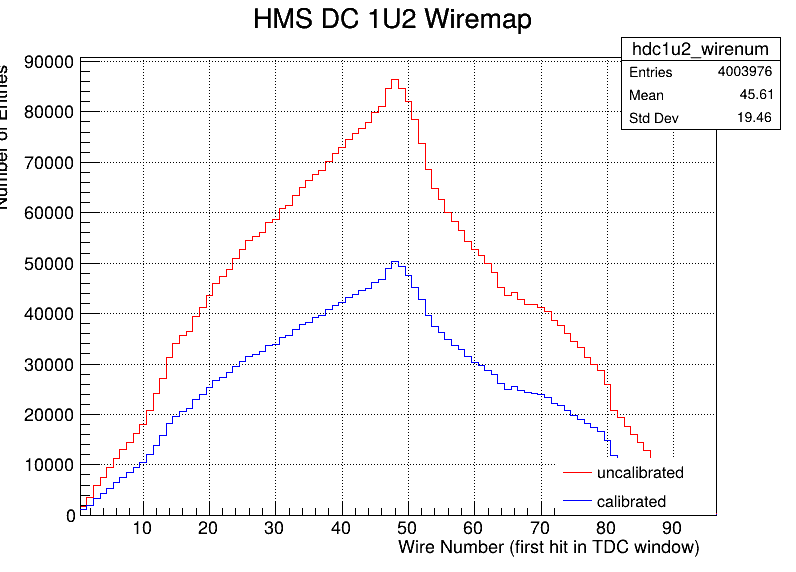 HMS DC 1U2 Wiremap
hdc1u2_wirenum
Entries 4003976
Mean 45.61
Std Dev 19.46
Number of Entries
90000
80000
70000
60000
50000
40000
30000
20000
10000
0
uncalibrated
calibrated
10 20 30 40 50 60 70 80 90
Wire Number (first hit in TDC window)